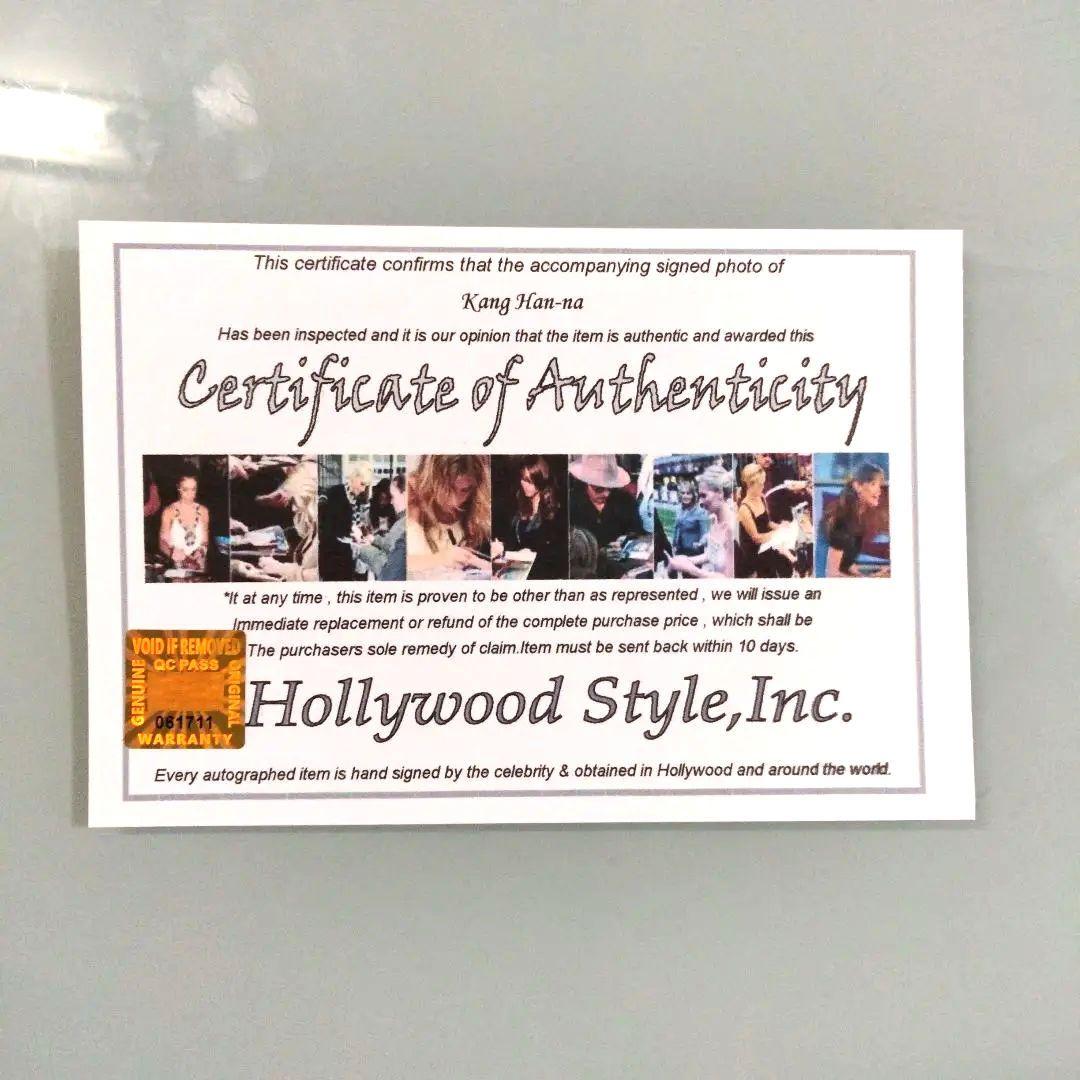 This certificate confirms that the accompanying signed photo of
Kang Han-na
Has been inspected and it is our opinion that the item is authentic and awarded this
Certificate of Authenticity
*It at any time , this item is proven to be other than as represented , we will issue an
Immediate replacement or refund of the complete purchase price , which shall be
The purchasers sole remedy of claim.Item must be sent back within 10 days.
VOID IF REMOVED
QC PASS
GENUINE
ORIGINAL
061711
WARRANTY
Hollywood Style,Inc.
Every autographed item is hand signed by the celebrity & obtained in Hollywood and around the world.